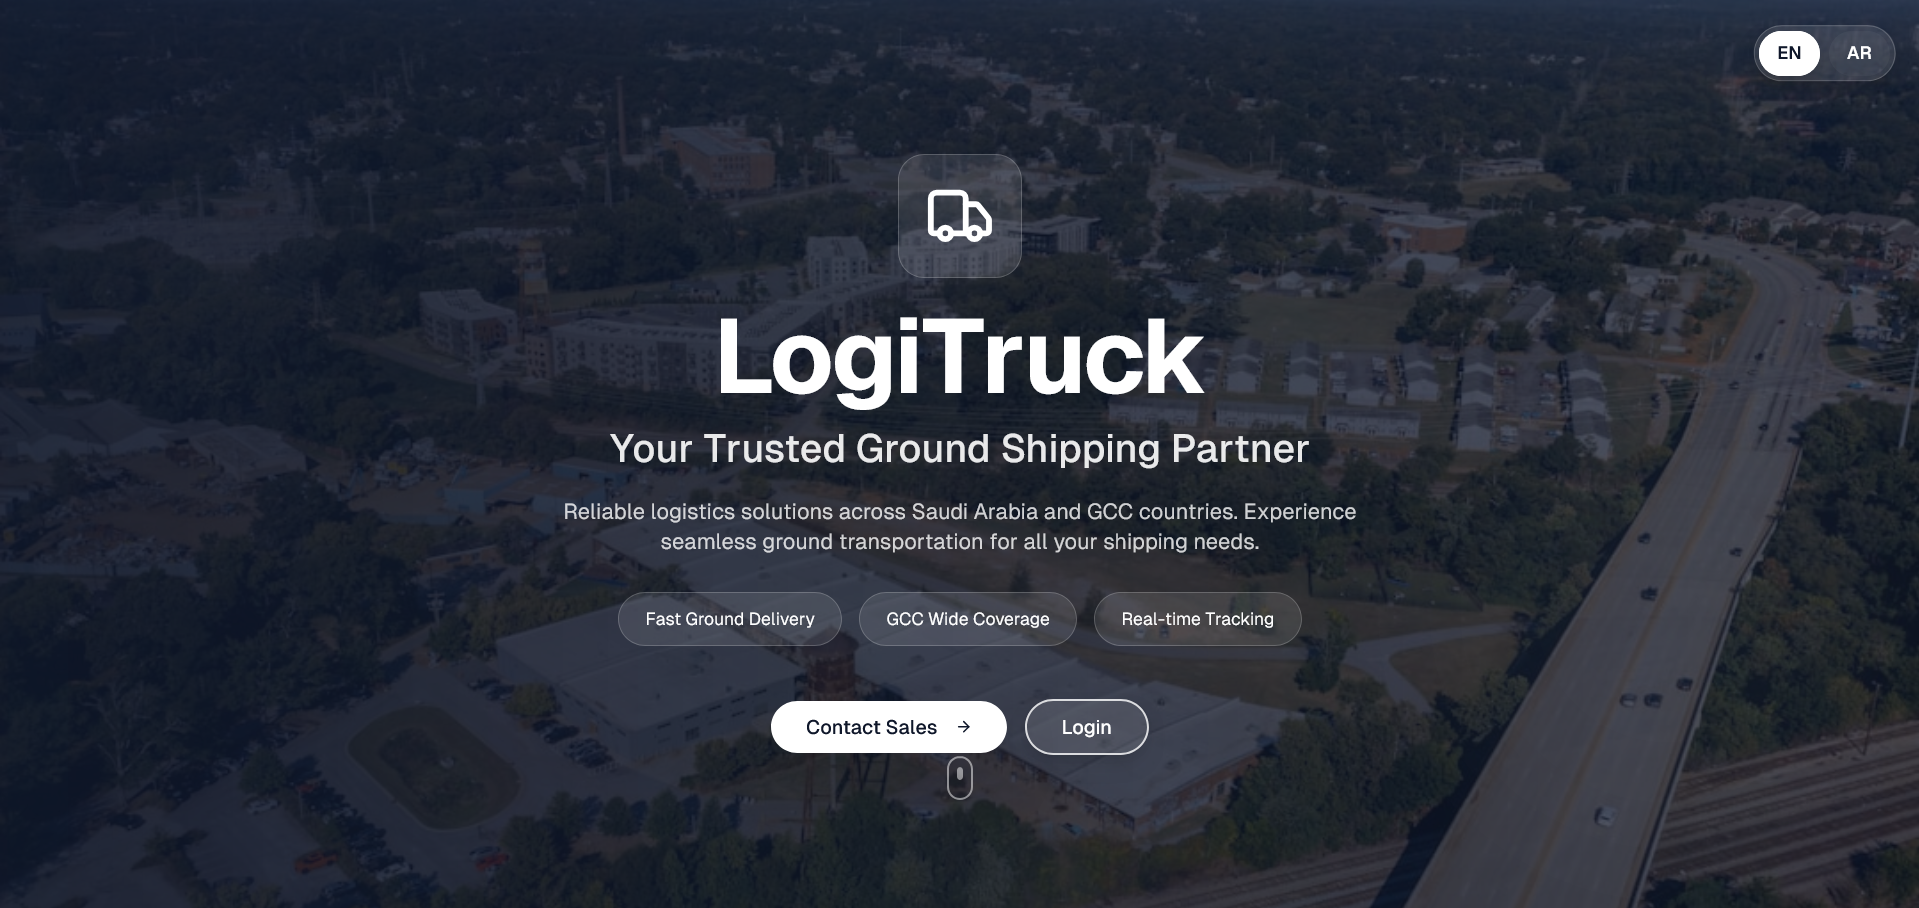 EN AR
LogiTruck
Your Trusted Ground Shipping Partner
Reliable logistics solutions across Saudi Arabia and GCC countries. Experience
seamless ground transportation for all your shipping needs.
Fast Ground Delivery GCC Wide Coverage Real-time Tracking
Contact Sales → Login